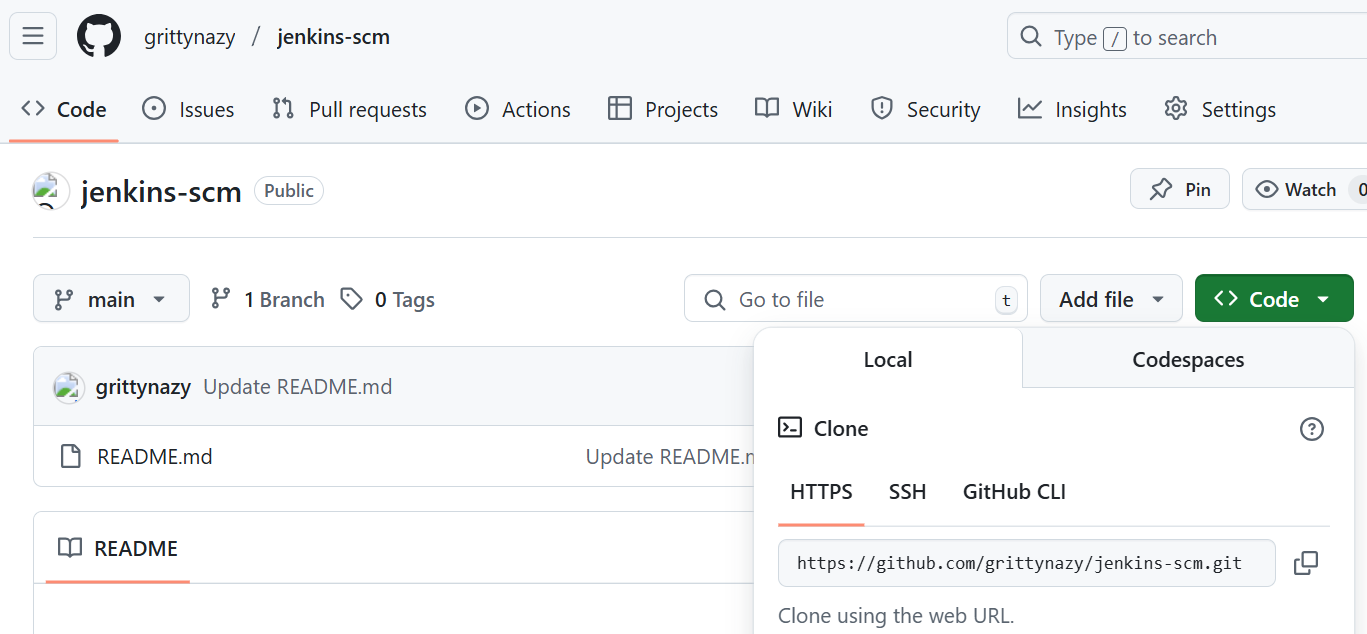 grittynazy / jenkins-scm
Type / to search
Code Issues Pull requests Actions Projects Wiki Security Insights Settings
jenkins-scm Public
Pin Watch 0
main 1 Branch 0 Tags
Go to file t Add file Code
Local Codespaces
grittynazy Update README.md
Clone
README.md Update README.m
HTTPS SSH GitHub CLI
README
https://github.com/grittynazy/jenkins-scm.git
Clone using the web URL.